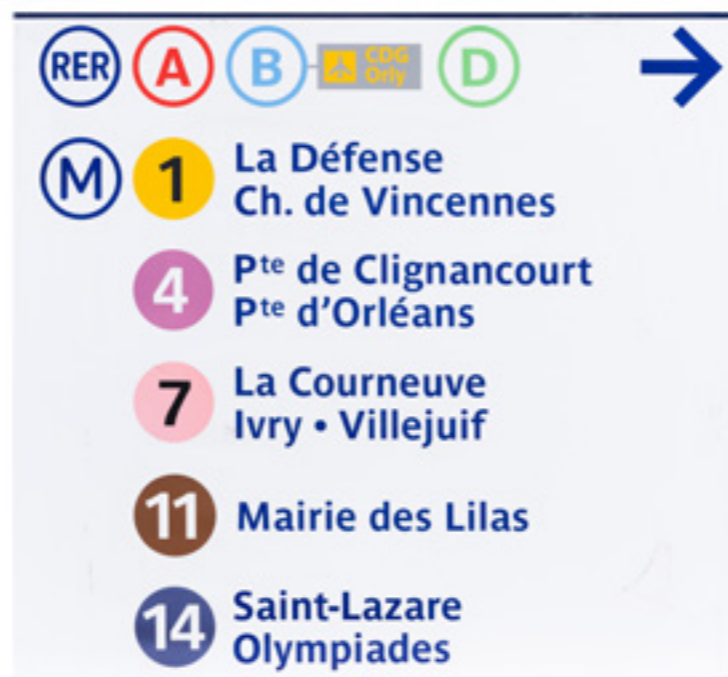 RER A B CDG Orly D
M 1 La Défense
Ch. de Vincennes
4 Pte de Clignancourt
Pte d'Orléans
7 La Courneuve
Ivry • Villejuif
11 Mairie des Lilas
14 Saint-Lazare
Olympiades